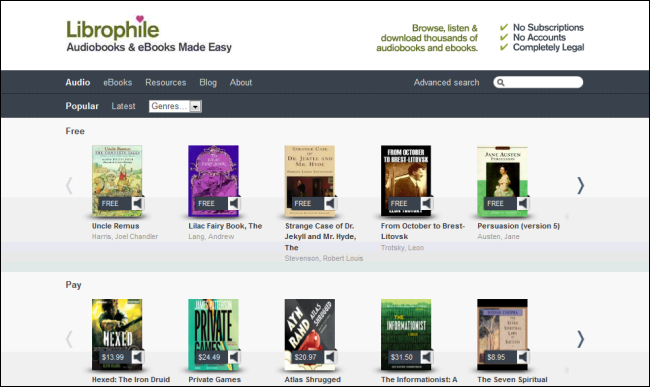 Librophile
Audiobooks & eBooks Made Easy
Browse, listen &
download thousands of
audiobooks and ebooks.
✓ No Subscriptions
✓ No Accounts
✓ Completely Legal
Audio eBooks Resources Blog About Advanced search
Popular Latest Genres...
Free
UNCLE REMUS
LILAC FAIRY BOOK
STRANGE CASE OF
DR. JEKYLL AND
MR. HYDE
FROM OCTOBER
TO BREST-LITOVSK
JANE AUSTEN
PERSUASION
FREE FREE FREE FREE FREE
Uncle Remus
Harris, Joel Chandler
Lilac Fairy Book, The
Lang, Andrew
Strange Case of Dr.
Jekyll and Mr. Hyde,
The
Stevenson, Robert Louis
From October to Brest-
Litovsk
Trotsky, Leon
Persuasion (version 5)
Austen, Jane
Pay
HEXED
JAMES PATTERSON
PRIVATE
GAMES
AYN
RAND
ATLAS
SHRUGGED
THE
INFORMATIONIST
DEEPAK CHOPRA
$13.99 $24.49 $20.97 $31.50 $8.95
Hexed: The Iron Druid
Private Games
Atlas Shrugged
The Informationist: A
The Seven Spiritual